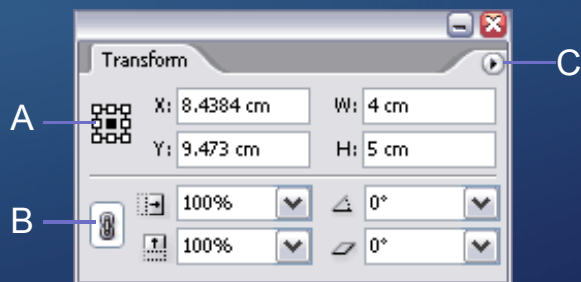 Transform
C
A
X: 8.4384 cm W: 4 cm
Y: 9.473 cm H: 5 cm
B
100% 0°
100% 0°